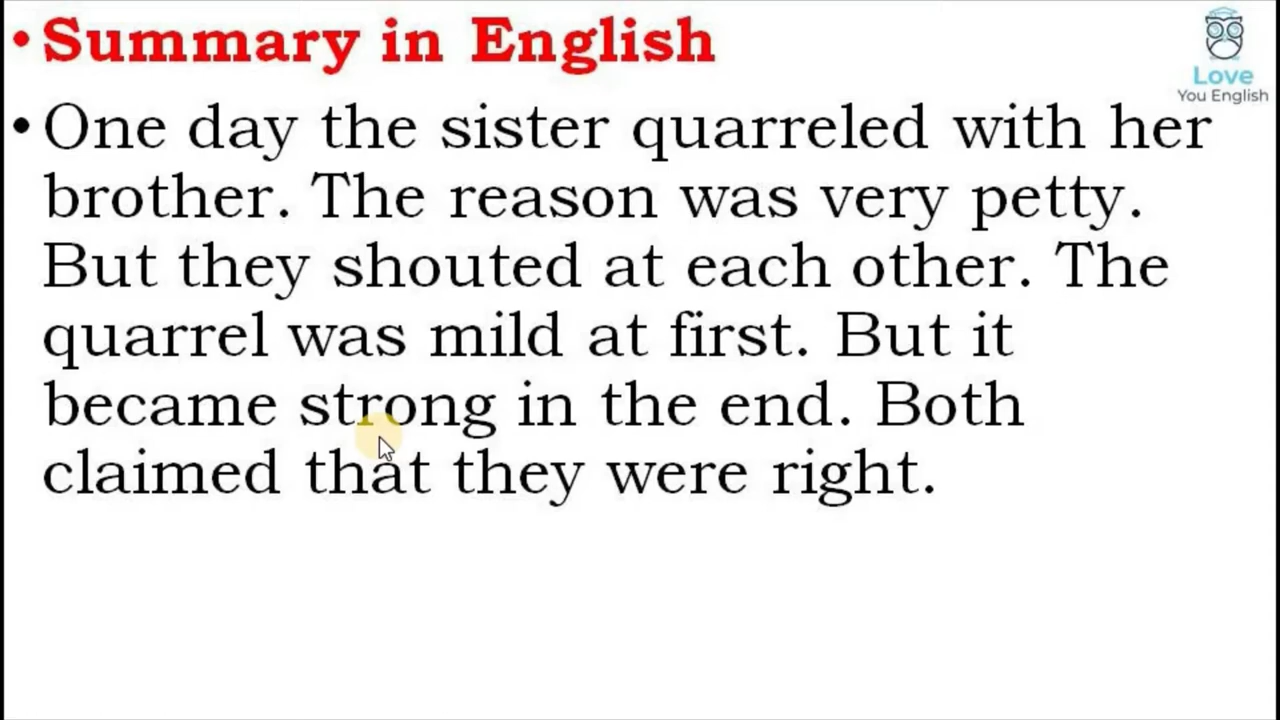 • Summary in English
Love
You English
• One day the sister quarreled with her
brother. The reason was very petty.
But they shouted at each other. The
quarrel was mild at first. But it
became strong in the end. Both
claimed that they were right.